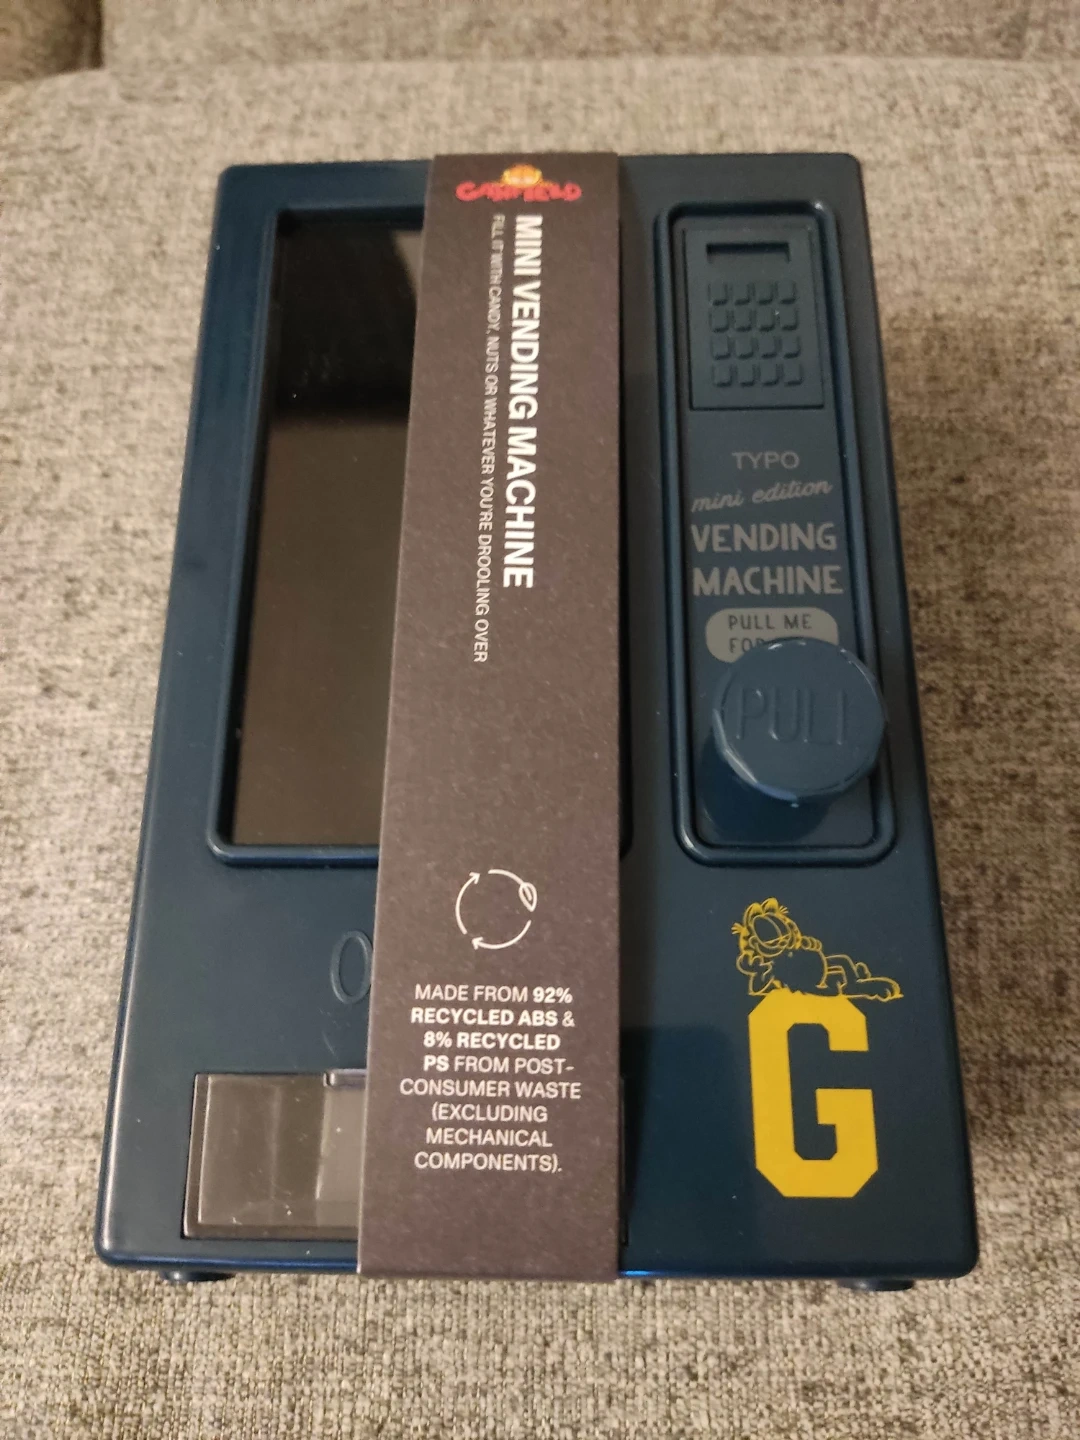 GARFIELD
MINI VENDING MACHINE
FILL IT WITH CANDY, NUTS OR WHATEVER YOU'RE DROOLING OVER
MADE FROM 92%
RECYCLED ABS &
8% RECYCLED
PS FROM POST-
CONSUMER WASTE
(EXCLUDING
MECHANICAL
COMPONENTS).
TYPO
mini edition
VENDING
MACHINE
PULL ME
PULL
G